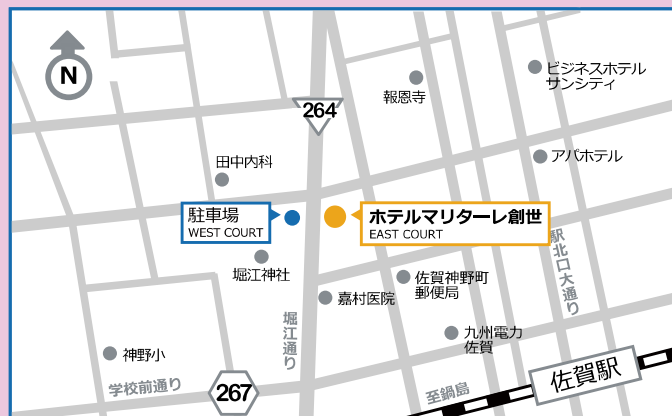 N
264
報恩寺
ビジネスホテル
サンシティ
田中内科
アパホテル
駐車場
WEST COURT
ホテルマリターレ創世
EAST COURT
堀江神社
嘉村医院
佐賀神野町
郵便局
駅北口大通り
堀江通り
九州電力
佐賀
神野小
学校前通り
267
至鍋島
佐賀駅